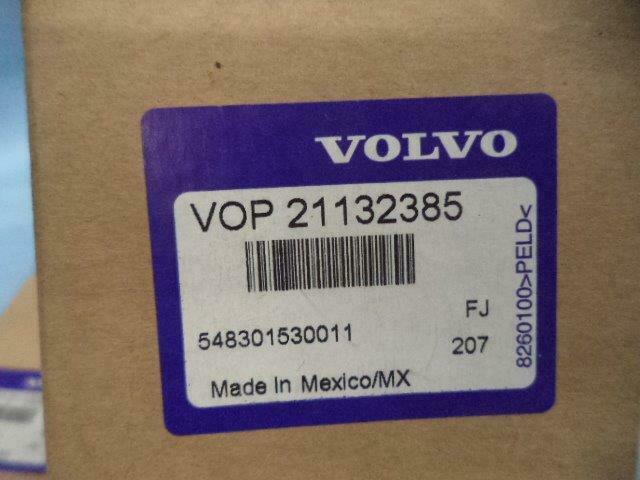 VOLVO
VOP 21132385
548301530011
FJ
207
Made In Mexico/MX
8260100>PELD<